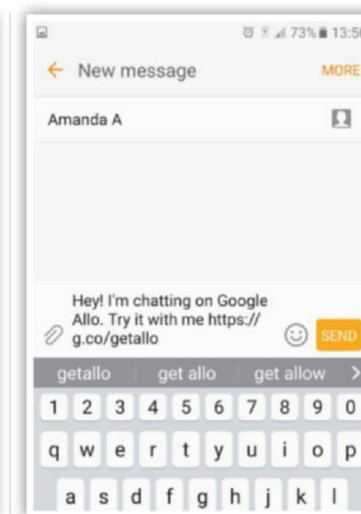 73% 13:50
New message MORE
Amanda A
Hey! I'm chatting on Google
Allo. Try it with me https://
g.co/getallo
SEND
getallo get allo get allow
1 2 3 4 5 6 7 8 9 0
q w e r t y u i o p
a s d f g h j k l